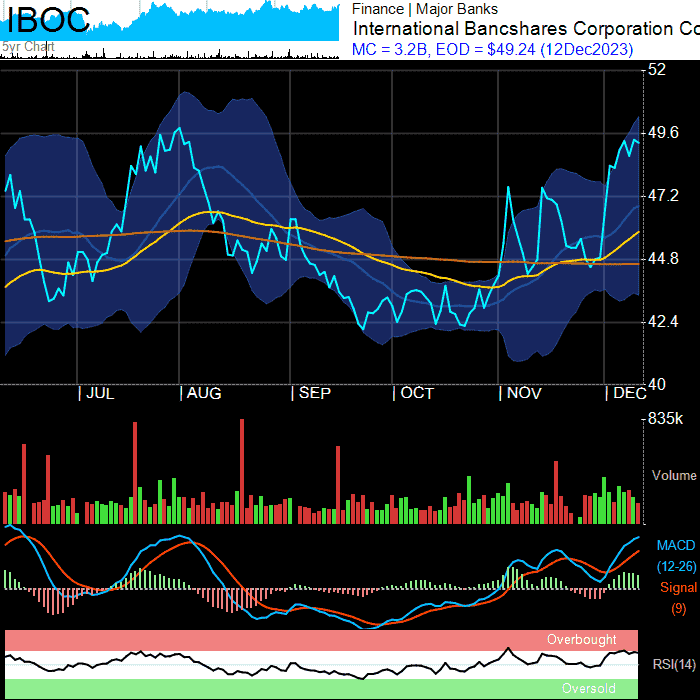 IBOC
5yr Chart
Finance | Major Banks
International Bancshares Corporation Co
MC = 3.2B, EOD = $49.24 (12Dec2023)
52
49.6
47.2
44.8
42.4
40
| JUL | AUG | SEP | OCT | NOV | DEC
835k
Volume
MACD
(12-26)
Signal
(9)
Overbought
RSI(14)
Oversold